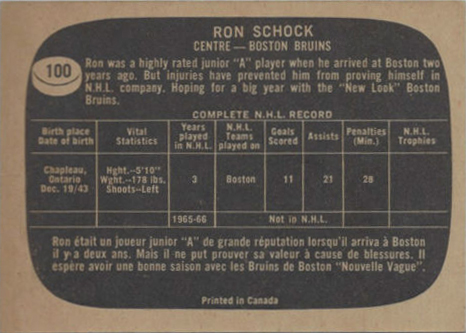 RON SCHOCK
CENTRE — BOSTON BRUINS
100
Ron was a highly rated junior "A" player when he arrived at Boston two
years ago. But injuries have prevented him from proving himself in
N.H.L. company. Hoping for a big year with the "New Look" Boston
Bruins.
COMPLETE N.H.L. RECORD
Birth place Date of birth | Vital Statistics | Years played in N.H.L. | N.H.L. Teams played on | Goals Scored | Assists | Penalties (Min.) | N.H.L. Trophies
Chapleau, Ontario Dec. 19/43 | Hght.--5'10" Wght.--178 lbs. Shoots--Left | 3 | Boston | 11 | 21 | 28
1965-66 Not in N.H.L.
Ron était un joueur junior "A" de grande réputation lorsqu'il arriva à Boston
il y-a deux ans. Mais il ne put prouver sa valeur à cause de blessures. Il
espère avoir une bonne saison avec les Bruins de Boston "Nouvelle Vague".
Printed in Canada